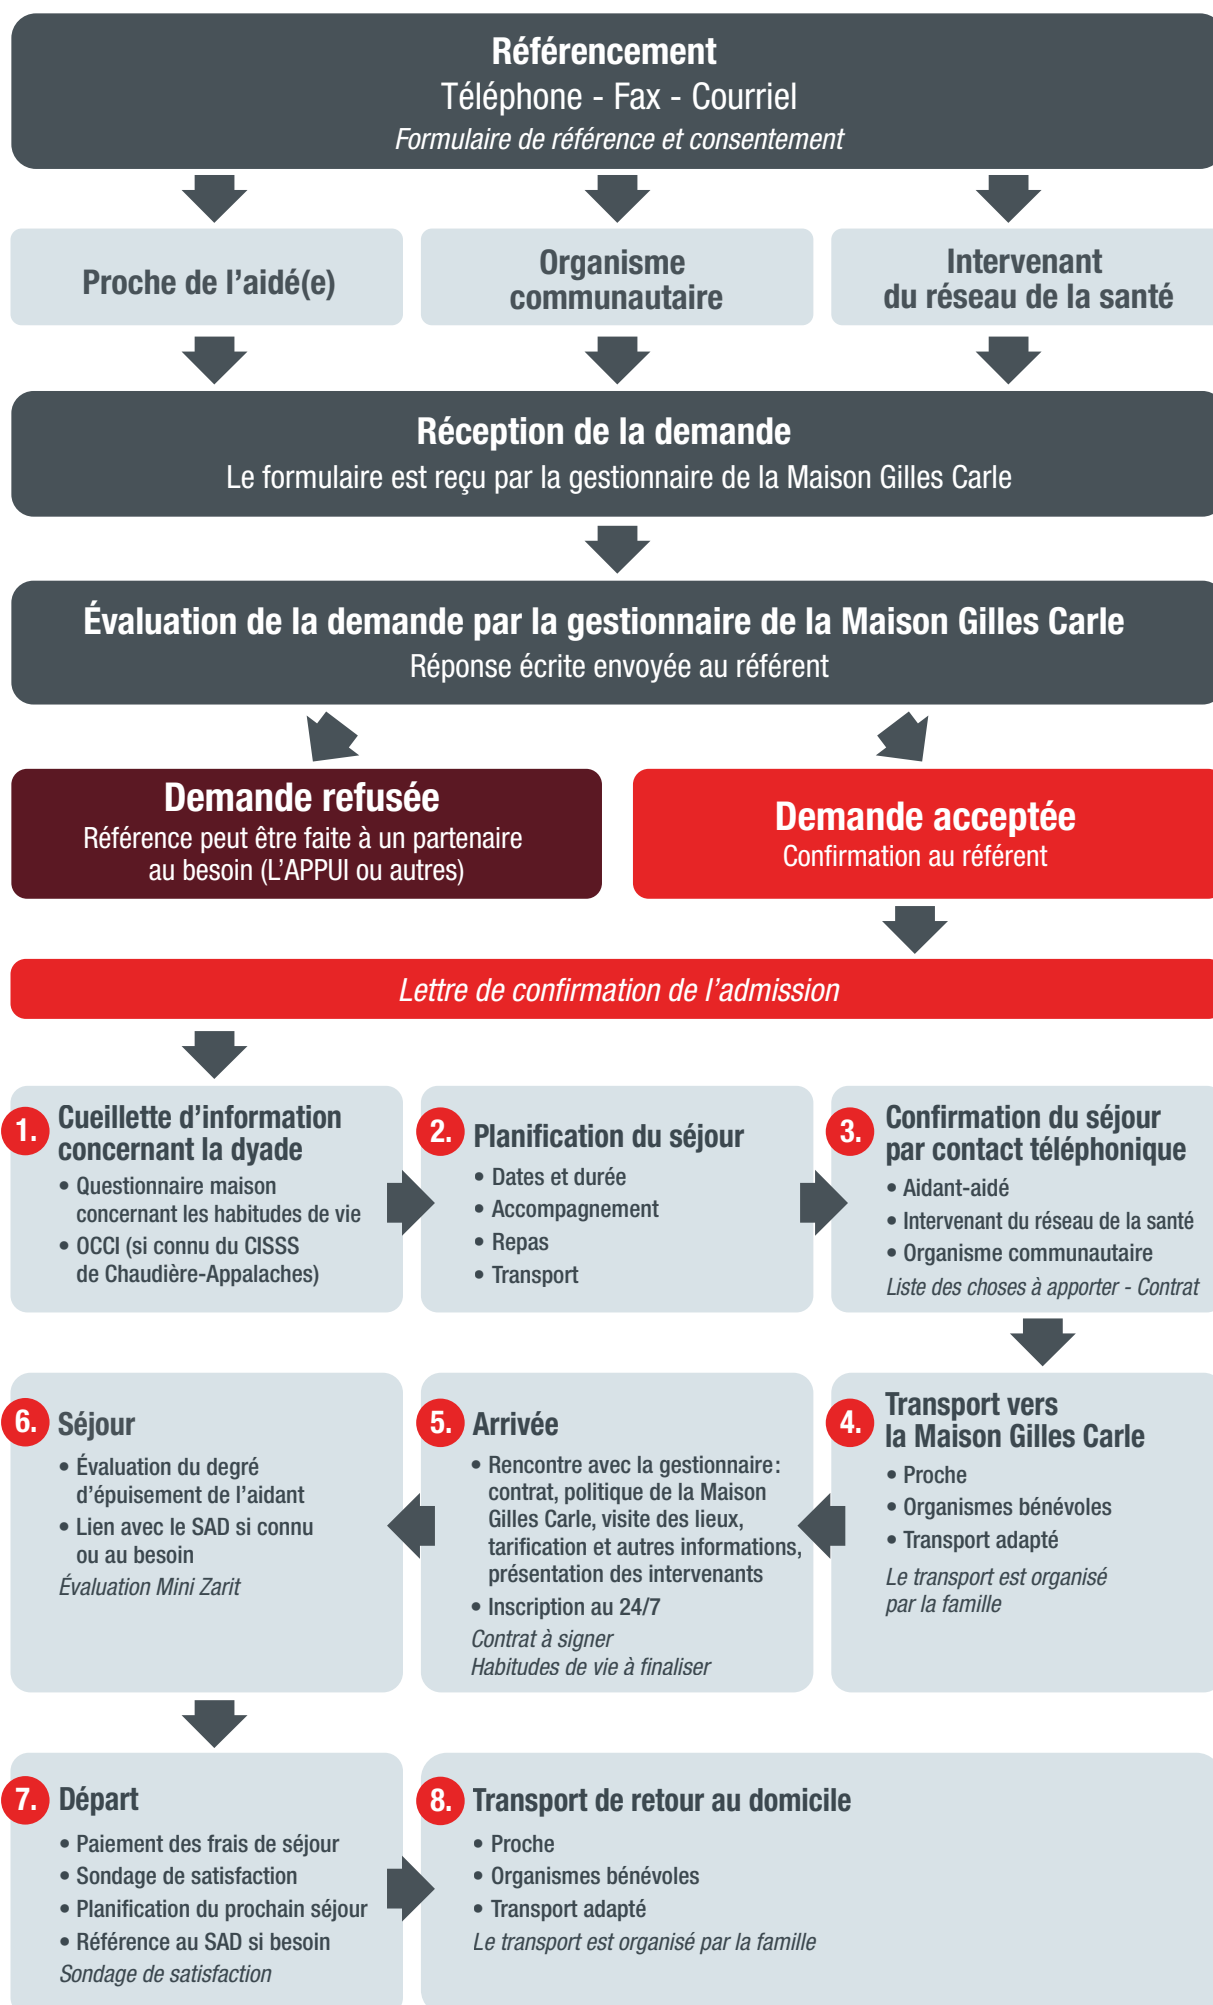 Référencement
Téléphone - Fax - Courriel
Formulaire de référence et consentement
Proche de l’aidé(e)
Organisme
communautaire
Intervenant
du réseau de la santé
Réception de la demande
Le formulaire est reçu par la gestionnaire de la Maison Gilles Carle
Évaluation de la demande par la gestionnaire de la Maison Gilles Carle
Réponse écrite envoyée au référent
Demande refusée
Référence peut être faite à un partenaire
au besoin (L’APPUI ou autres)
Demande acceptée
Confirmation au référent
Lettre de confirmation de l’admission
1. Cueillette d’information
concernant la dyade
• Questionnaire maison
concernant les habitudes de vie
• OCCI (si connu du CISSS
de Chaudière-Appalaches)
2. Planification du séjour
• Dates et durée
• Accompagnement
• Repas
• Transport
3. Confirmation du séjour
par contact téléphonique
• Aidant-aidé
• Intervenant du réseau de la santé
• Organisme communautaire
Liste des choses à apporter - Contrat
4. Transport vers
la Maison Gilles Carle
• Proche
• Organismes bénévoles
• Transport adapté
Le transport est organisé
par la famille
5. Arrivée
• Rencontre avec la gestionnaire:
contrat, politique de la Maison
Gilles Carle, visite des lieux,
tarification et autres informations,
présentation des intervenants
• Inscription au 24/7
Contrat à signer
Habitudes de vie à finaliser
6. Séjour
• Évaluation du degré
d’épuisement de l’aidant
• Lien avec le SAD si connu
ou au besoin
Évaluation Mini Zarit
7. Départ
• Paiement des frais de séjour
• Sondage de satisfaction
• Planification du prochain séjour
• Référence au SAD si besoin
Sondage de satisfaction
8. Transport de retour au domicile
• Proche
• Organismes bénévoles
• Transport adapté
Le transport est organisé par la famille